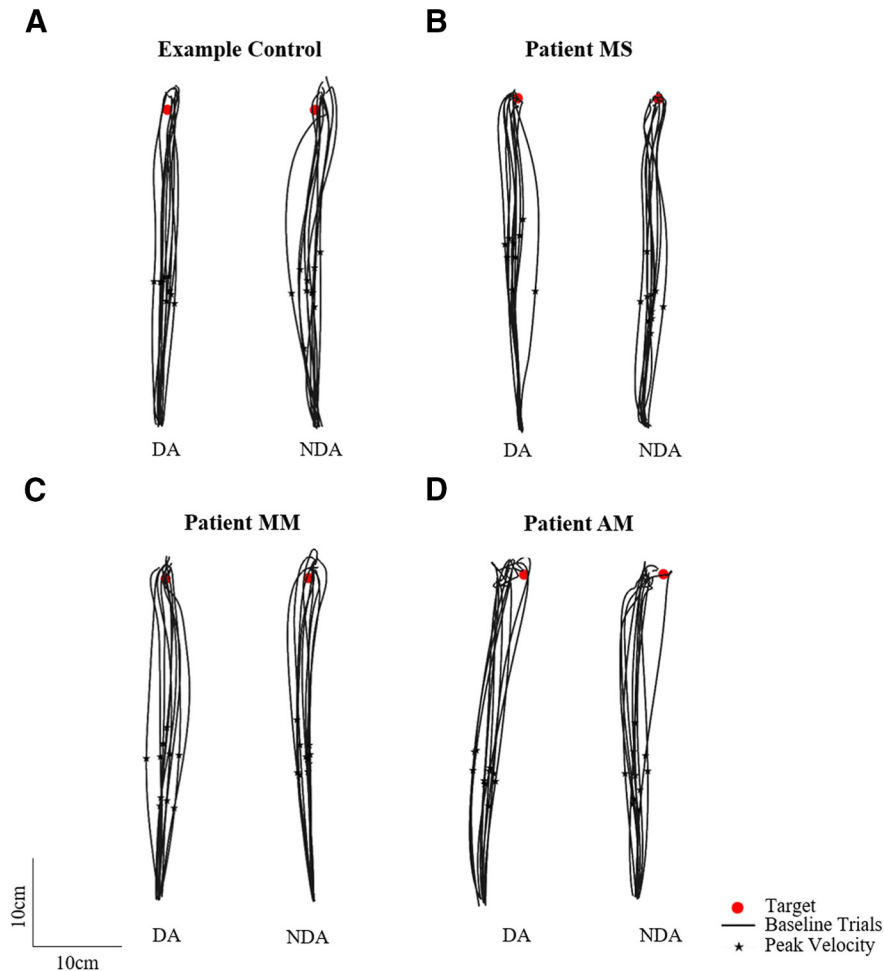 A
Example Control
DA
NDA
B
Patient MS
DA
NDA
C
Patient MM
DA
NDA
D
Patient AM
DA
NDA
10cm
10cm
Target
Baseline Trials
Peak Velocity